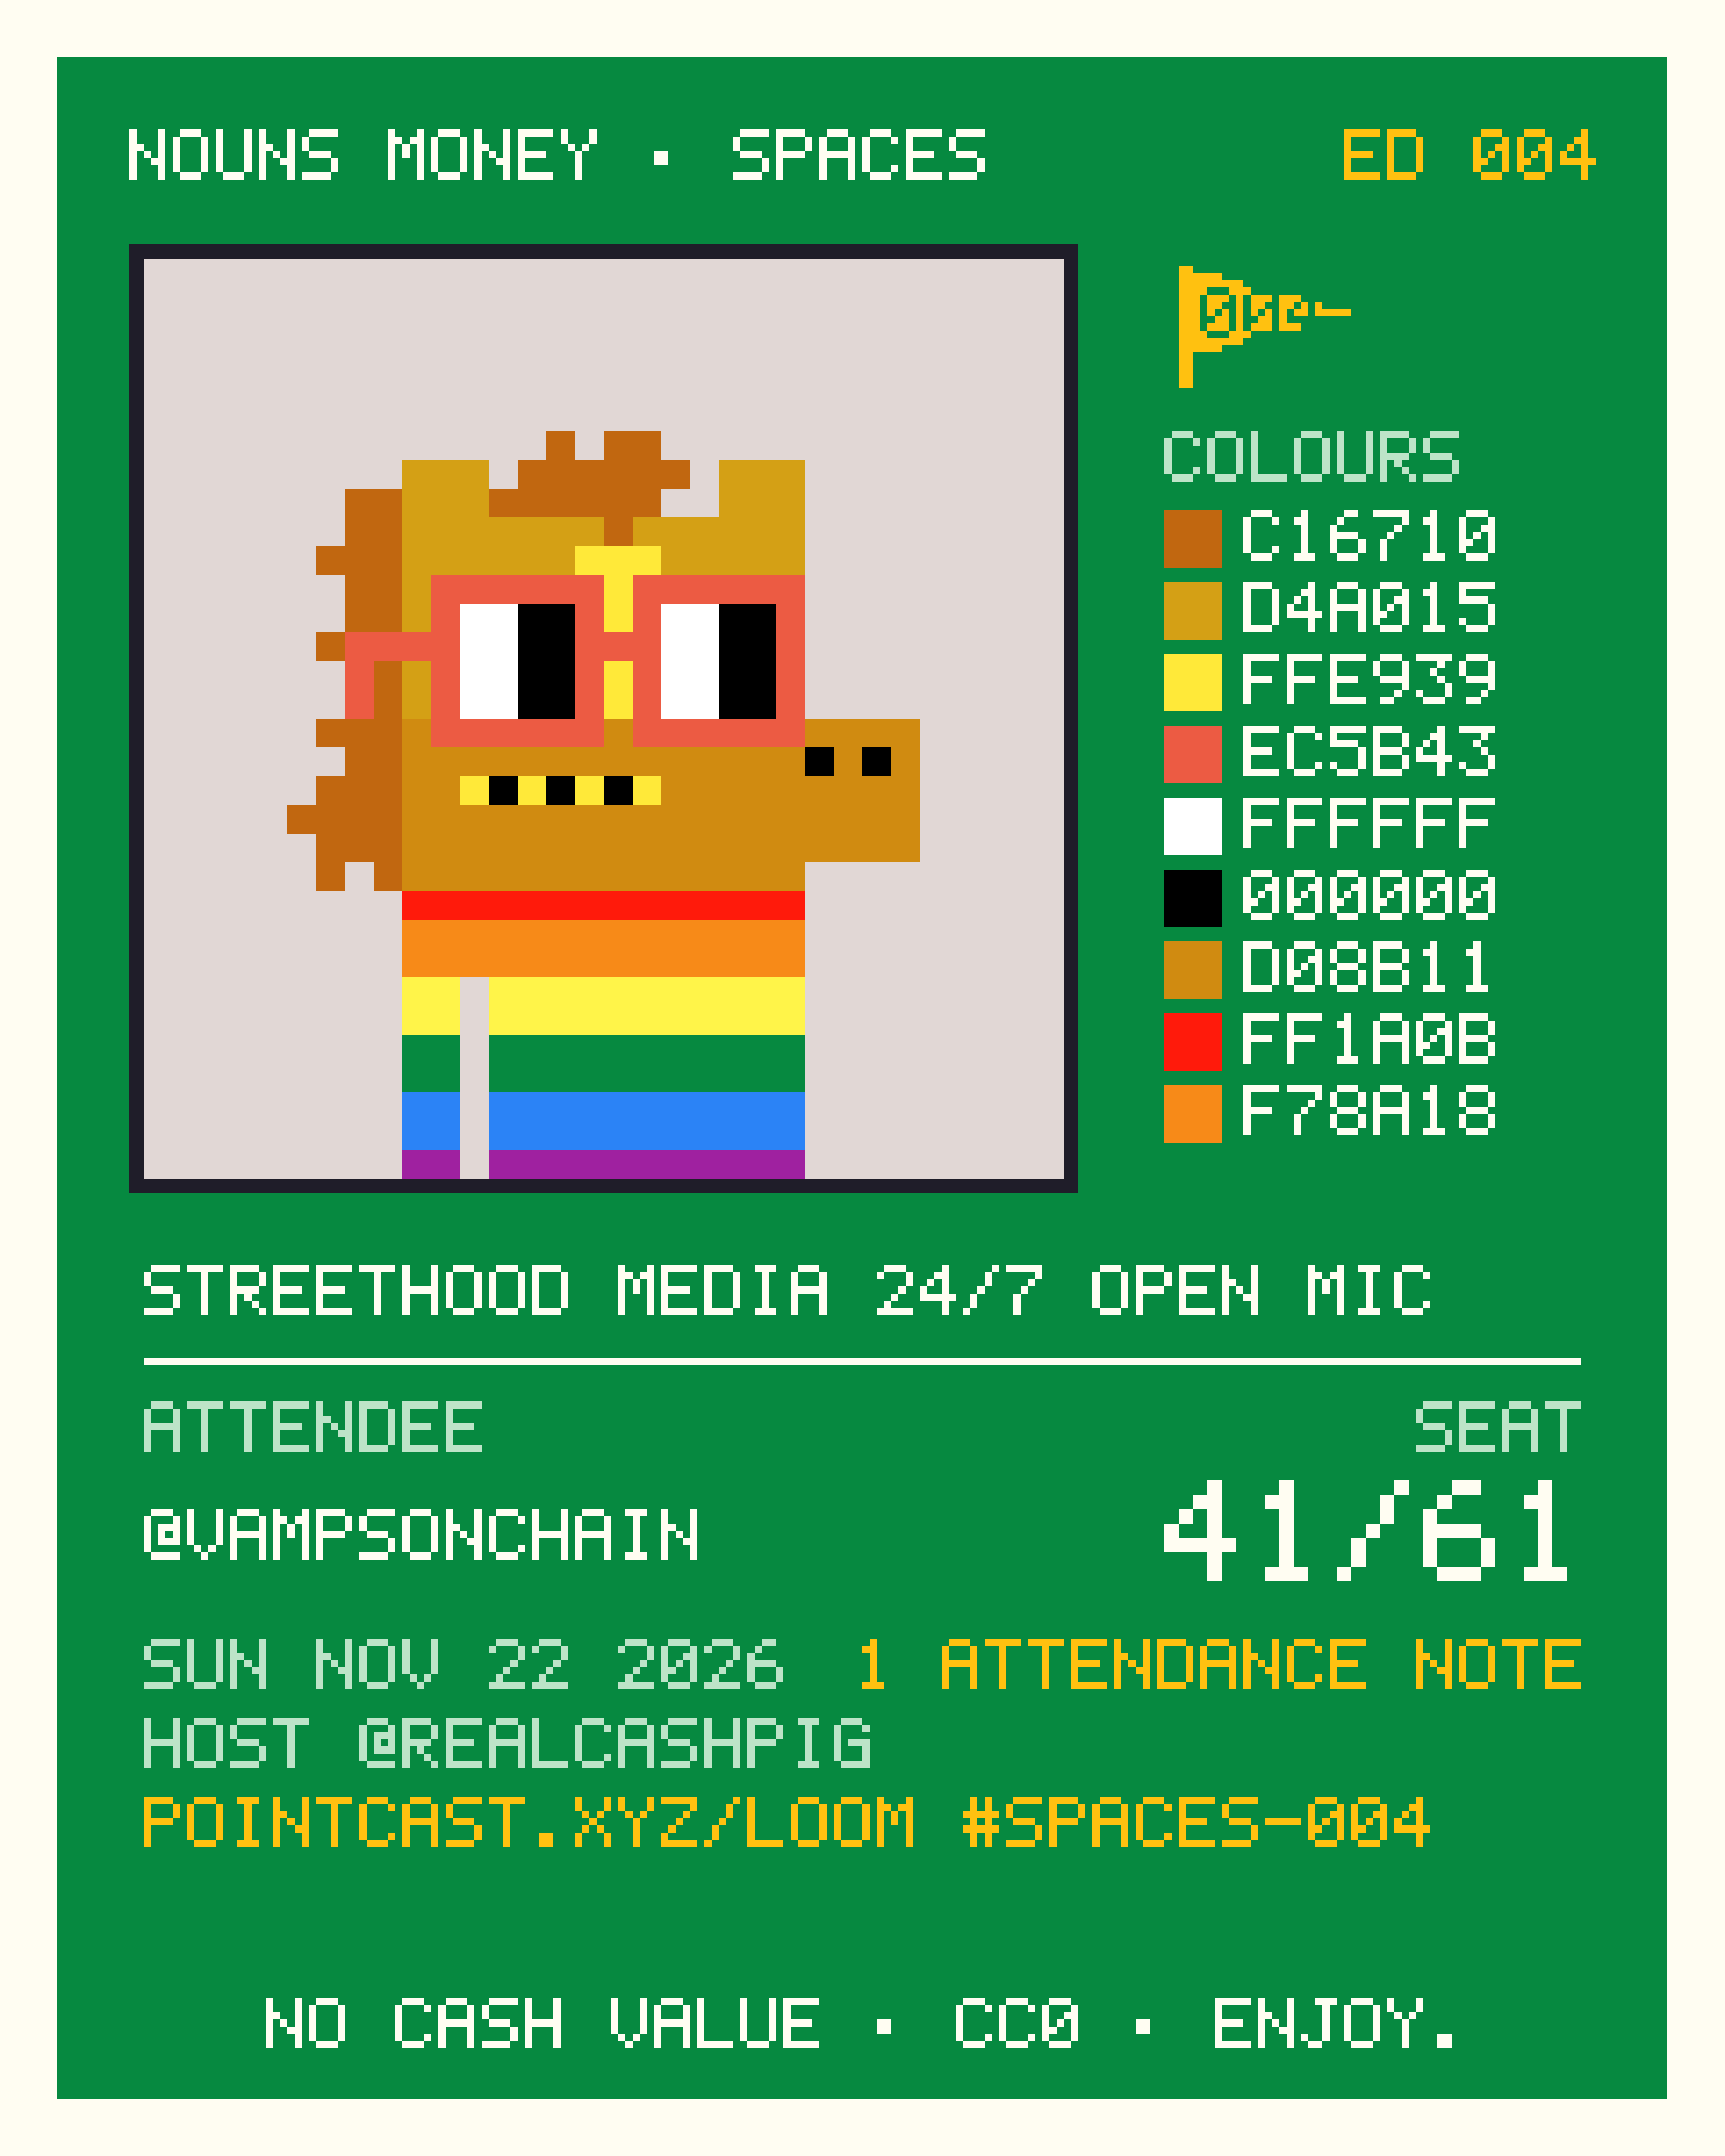 NOUNS MONEY · SPACES
ED 004
COLOURS
C16710
D4A015
FFE939
EC5B43
FFFFFF
000000
D08B11
FF1A0B
F78A18
STREETHOOD MEDIA 24/7 OPEN MIC
ATTENDEE
SEAT
@VAMPSONCHAIN
41/61
SUN NOV 22 2026
1 ATTENDANCE NOTE
HOST @REALCASHPIG
POINTCAST.XYZ/LOOM #SPACES-004
NO CASH VALUE · CC0 · ENJOY.